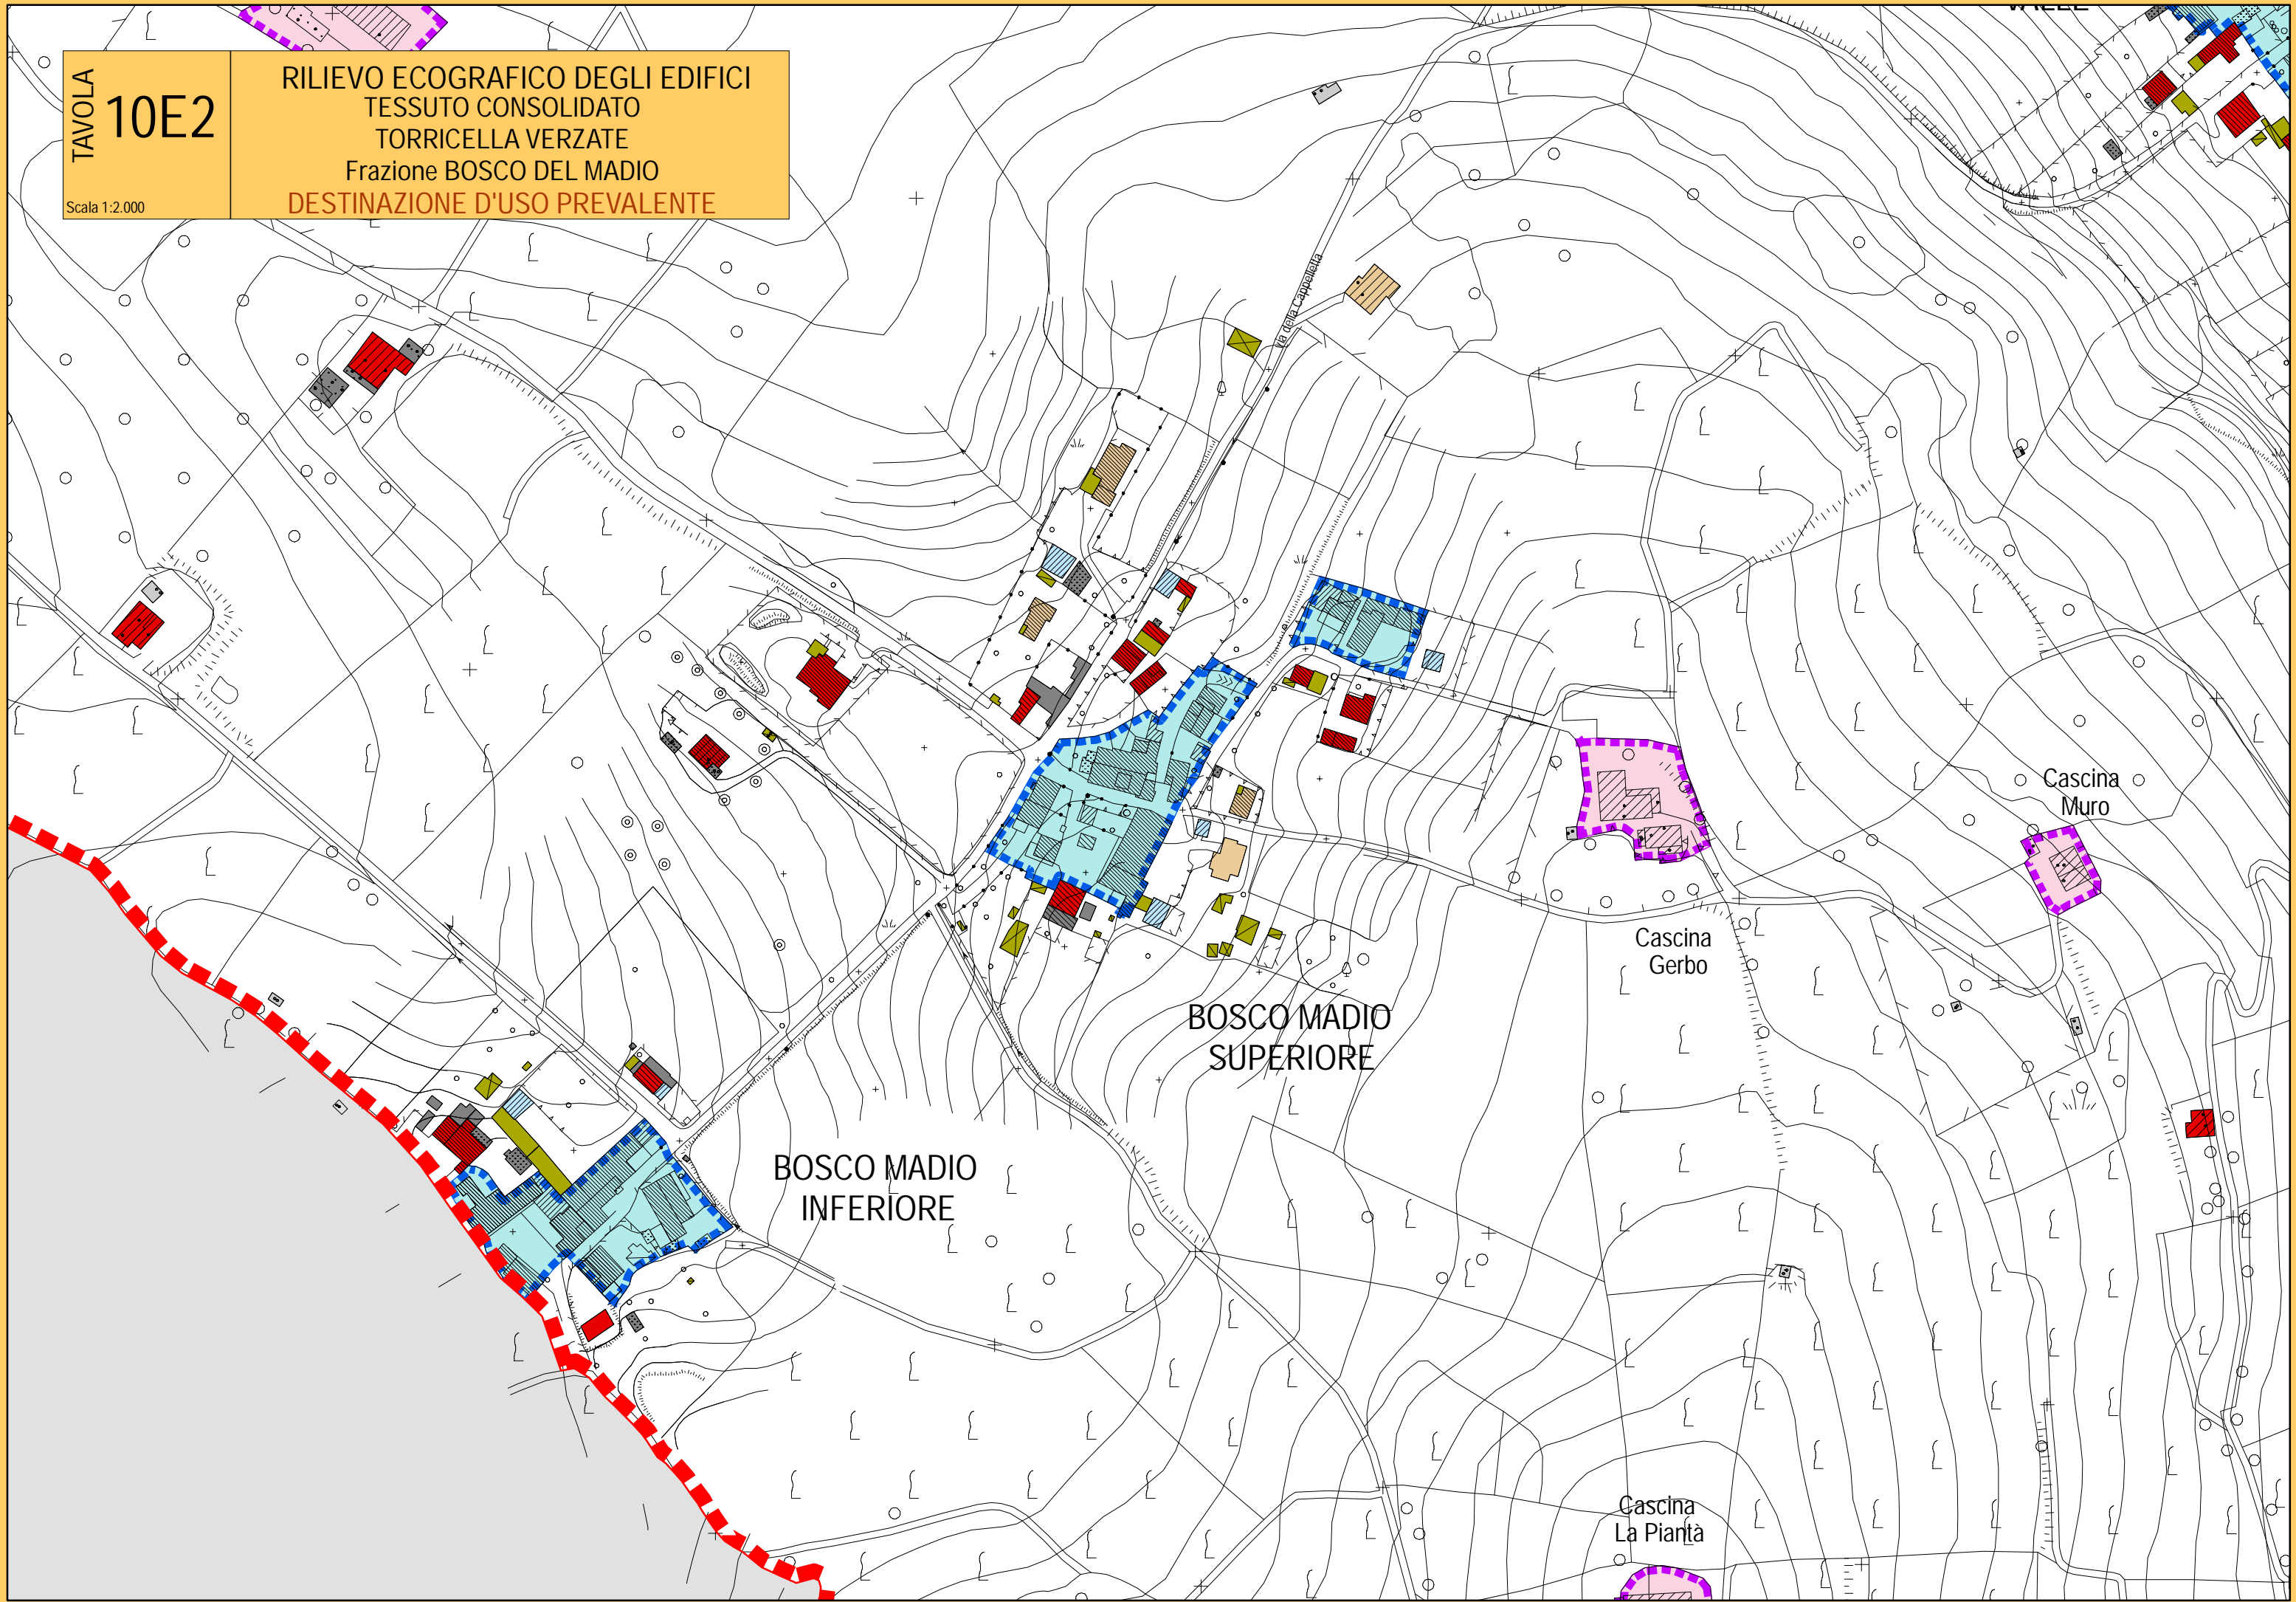 TAVOLA
10E2
Scala 1:2.000
RILIEVO ECOGRAFICO DEGLI EDIFICI
TESSUTO CONSOLIDATO
TORRICELLA VERZATE
Frazione BOSCO DEL MADIO
DESTINAZIONE D'USO PREVALENTE
VALLE
Via della Cappelletta
Cascina
Muro
Cascina
Gerbo
BOSCO MADIO
SUPERIORE
BOSCO MADIO
INFERIORE
Cascina
La Piantà